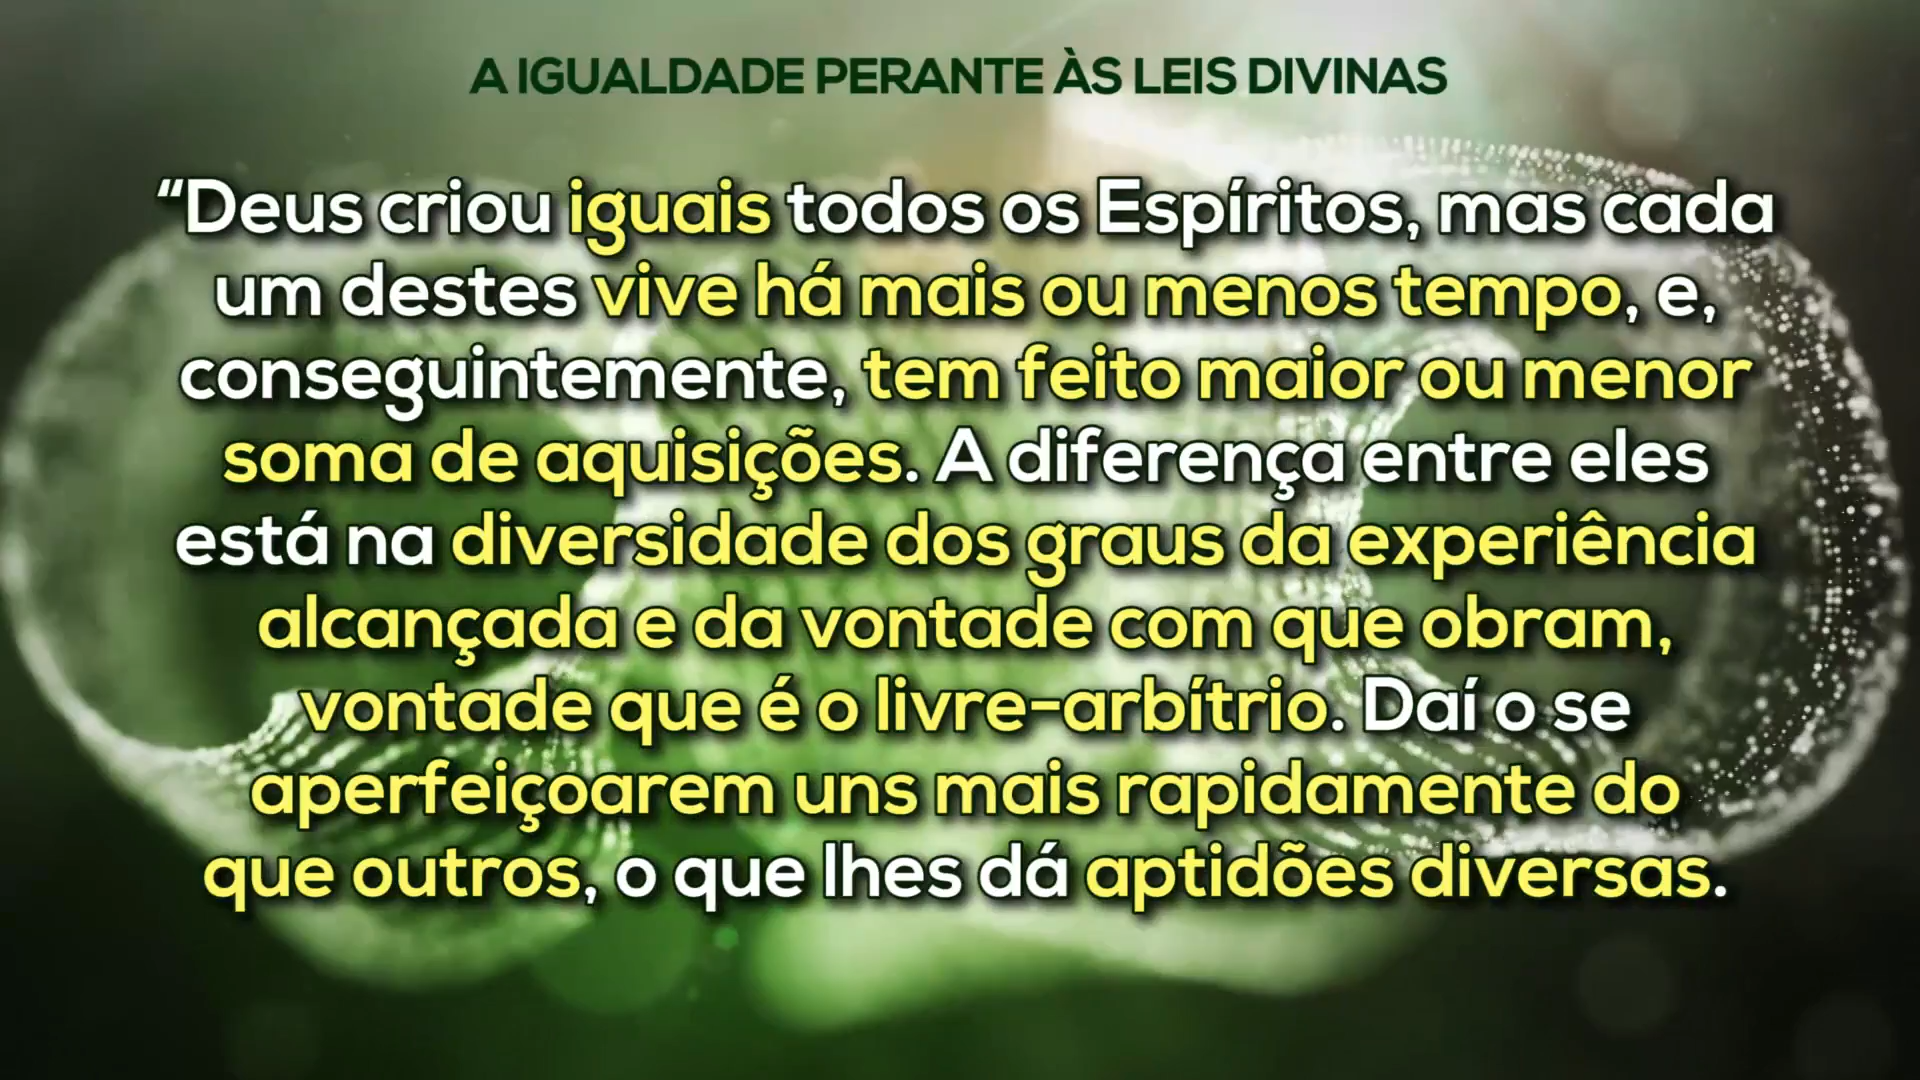 A IGUALDADE PERANTE ÀS LEIS DIVINAS
“Deus criou iguais todos os Espíritos, mas cada
um destes vive há mais ou menos tempo, e,
conseguintemente, tem feito maior ou menor
soma de aquisições. A diferença entre eles
está na diversidade dos graus da experiência
alcançada e da vontade com que obram,
vontade que é o livre-arbítrio. Daí o se
aperfeiçoarem uns mais rapidamente do
que outros, o que lhes dá aptidões diversas.